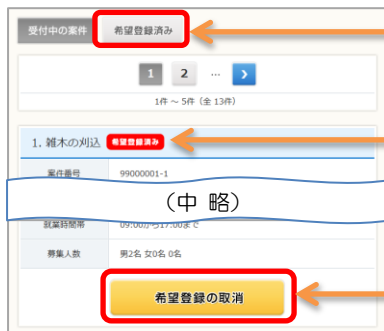 受付中の案件 希望登録済み
1 2 … >
1件 ～ 5件 (全 13件)
1. 雑木の刈込 希望登録済み
案件番号 99000001-1
（中 略）
就業時間帯 09:00から17:00まで
募集人数 男2名 女0名 0名
希望登録の取消